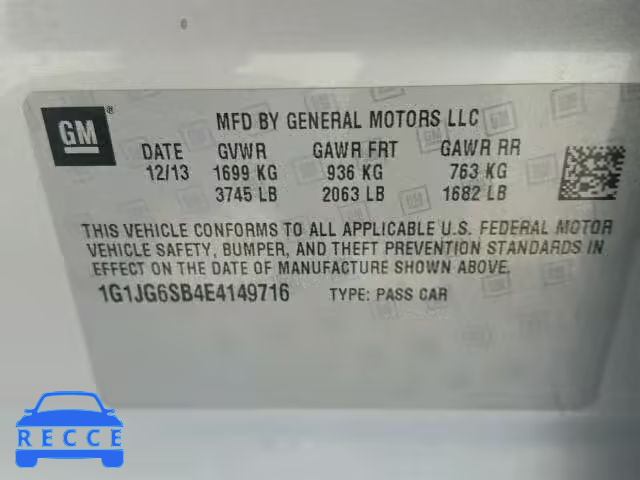 GM ®
MFD BY GENERAL MOTORS LLC
DATE GVWR GAWR FRT GAWR RR
12/13 1699 KG 936 KG 763 KG
3745 LB 2063 LB 1682 LB
THIS VEHICLE CONFORMS TO ALL APPLICABLE U.S. FEDERAL MOTOR
VEHICLE SAFETY, BUMPER, AND THEFT PREVENTION STANDARDS IN
EFFECT ON THE DATE OF MANUFACTURE SHOWN ABOVE.
1G1JG6SB4E4149716 TYPE: PASS CAR
RECCE